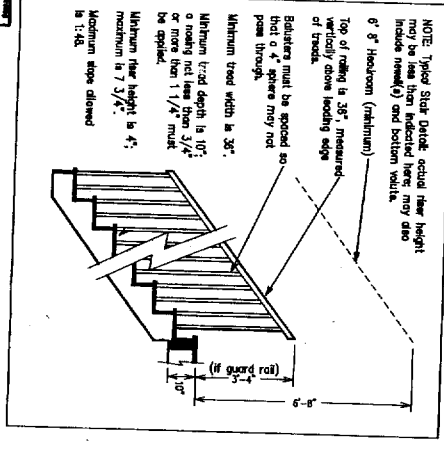 NOTE: Typical Stair Detail: actual riser height
may be less than indicated here; may also
include newel(s) and bottom volute.
6' 8" Headroom (minimum)
Top of railing is 38", measured
vertically above leading edge
of treads.
Balusters must be spaced so
that a 4" sphere may not
pass through.
Minimum tread width is 36".
Minimum tread depth is 10";
a nosing not less than 3/4"
or more than 1 1/4" must
be applied.
Minimum riser height is 4";
maximum is 7 3/4".
Maximum slope allowed
is 1:48.
(if guard rail)
3'-4"
10"
6'-8"